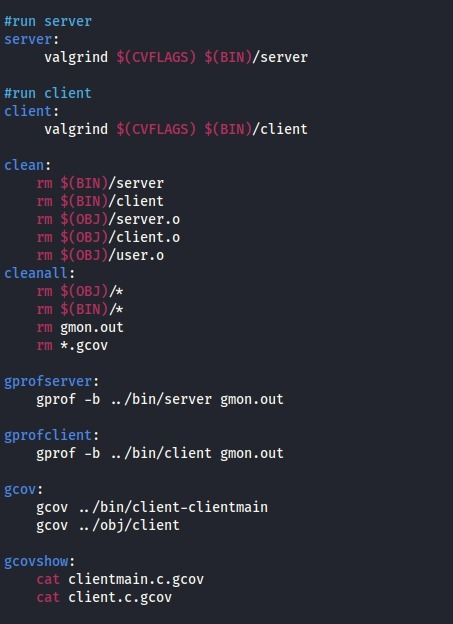 #run server
server:
     valgrind $(CVFLAGS) $(BIN)/server
#run client
client:
     valgrind $(CVFLAGS) $(BIN)/client
clean:
    rm $(BIN)/server
    rm $(BIN)/client
    rm $(OBJ)/server.o
    rm $(OBJ)/client.o
    rm $(OBJ)/user.o
cleanall:
    rm $(OBJ)/*
    rm $(BIN)/*
    rm gmon.out
    rm *.gcov
gprofserver:
    gprof -b ../bin/server gmon.out
gprofclient:
    gprof -b ../bin/client gmon.out
gcov:
    gcov ../bin/client-clientmain
    gcov ../obj/client
gcovshow:
    cat clientmain.c.gcov
    cat client.c.gcov